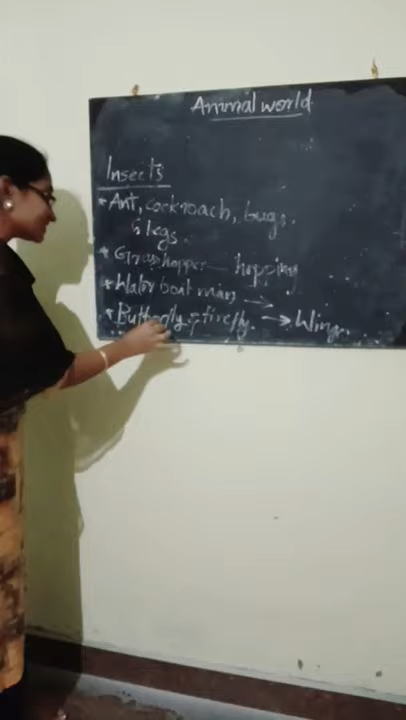 Animal world
Insects
* Ant, cockroach, bugs.
6 legs.
* Grasshopper — hopping
* Water boat man →
* Butterfly, firefly. → Wings.